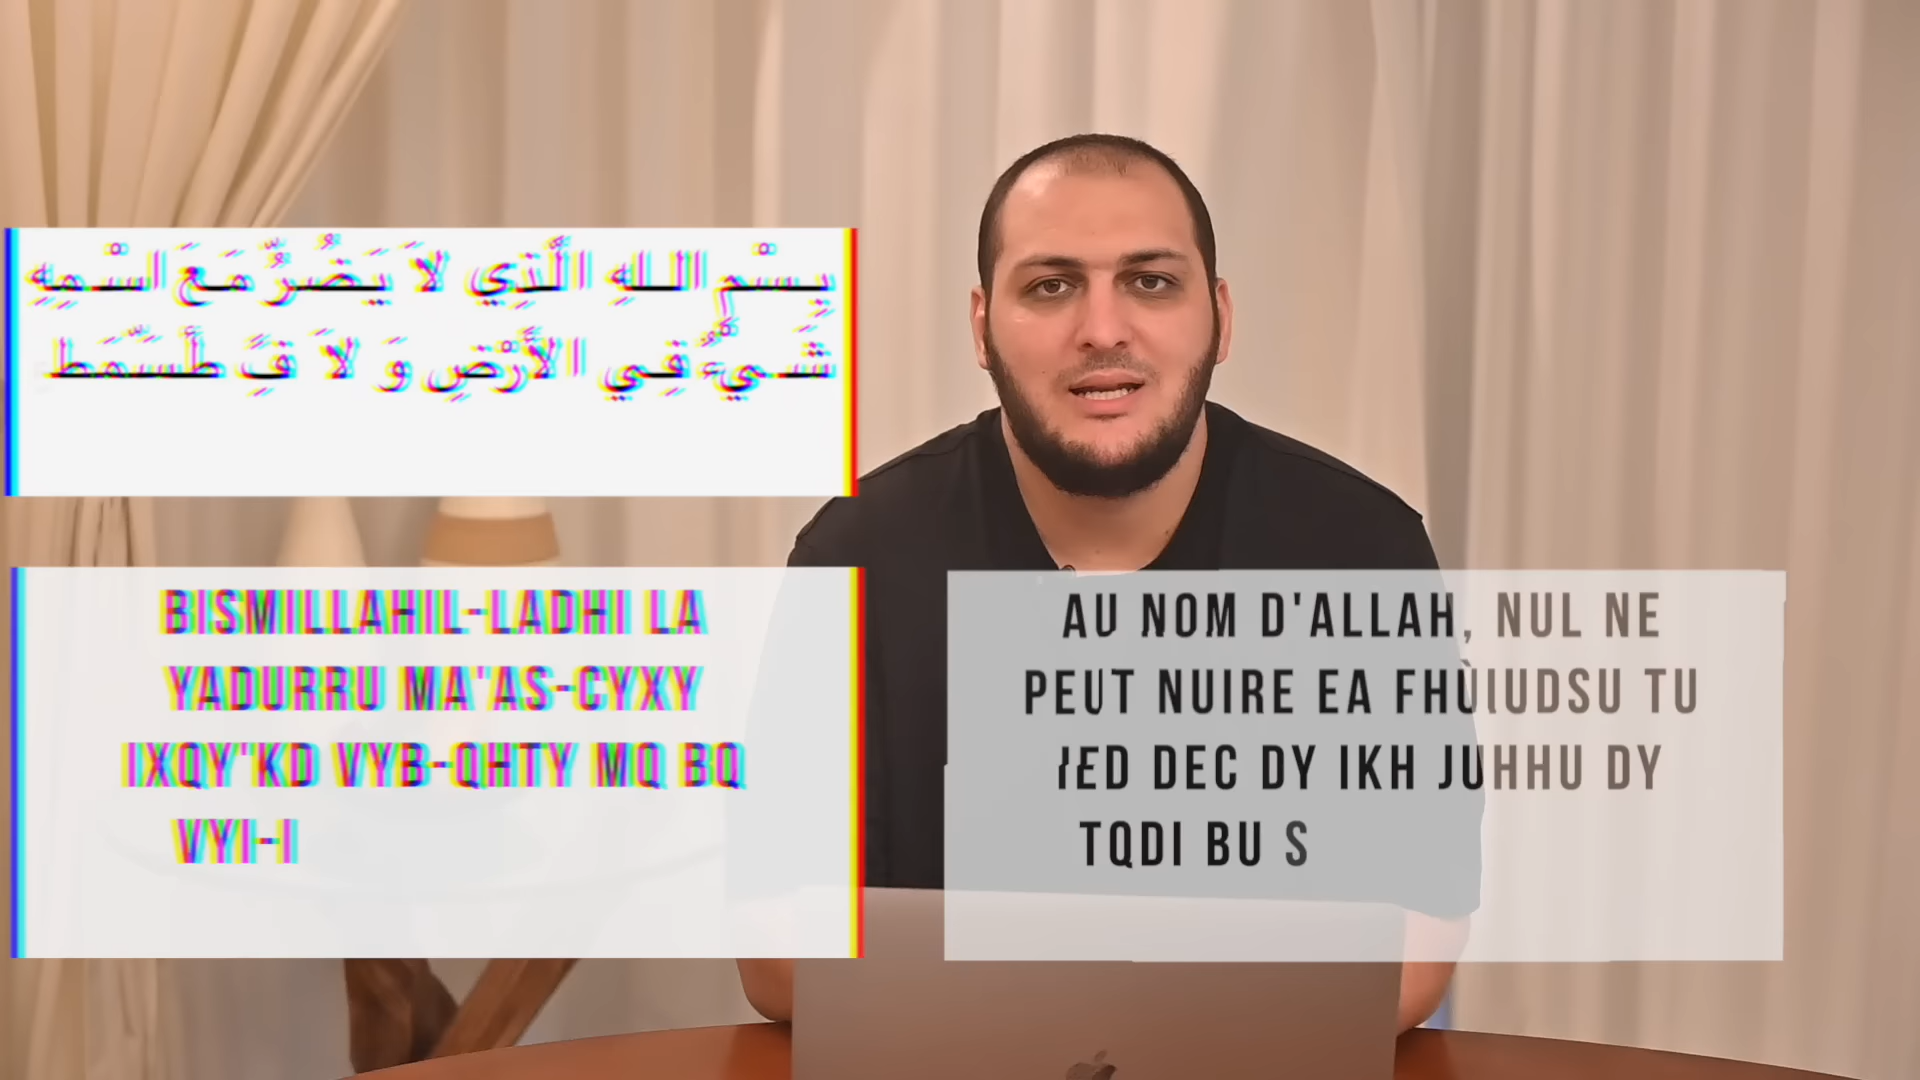 بِسْمِ اللهِ الَّذِي لاَ يَضُرُّ مَعَ اسْمِهِ
شَيْءٌ فِي الأَرْضِ وَ لاَ فِّ
BISMILLAHIL-LADHI LA
YADURRU MA'AS-CYXY
IXQY'KD VYB-QHTY MQ BQ
VYI-I
AU NOM D'ALLAH, NUL NE
PEUT NUIRE EA FHÙIUDSU TU
IED DEC DY IKH JUHHU DY
TQDI BU S